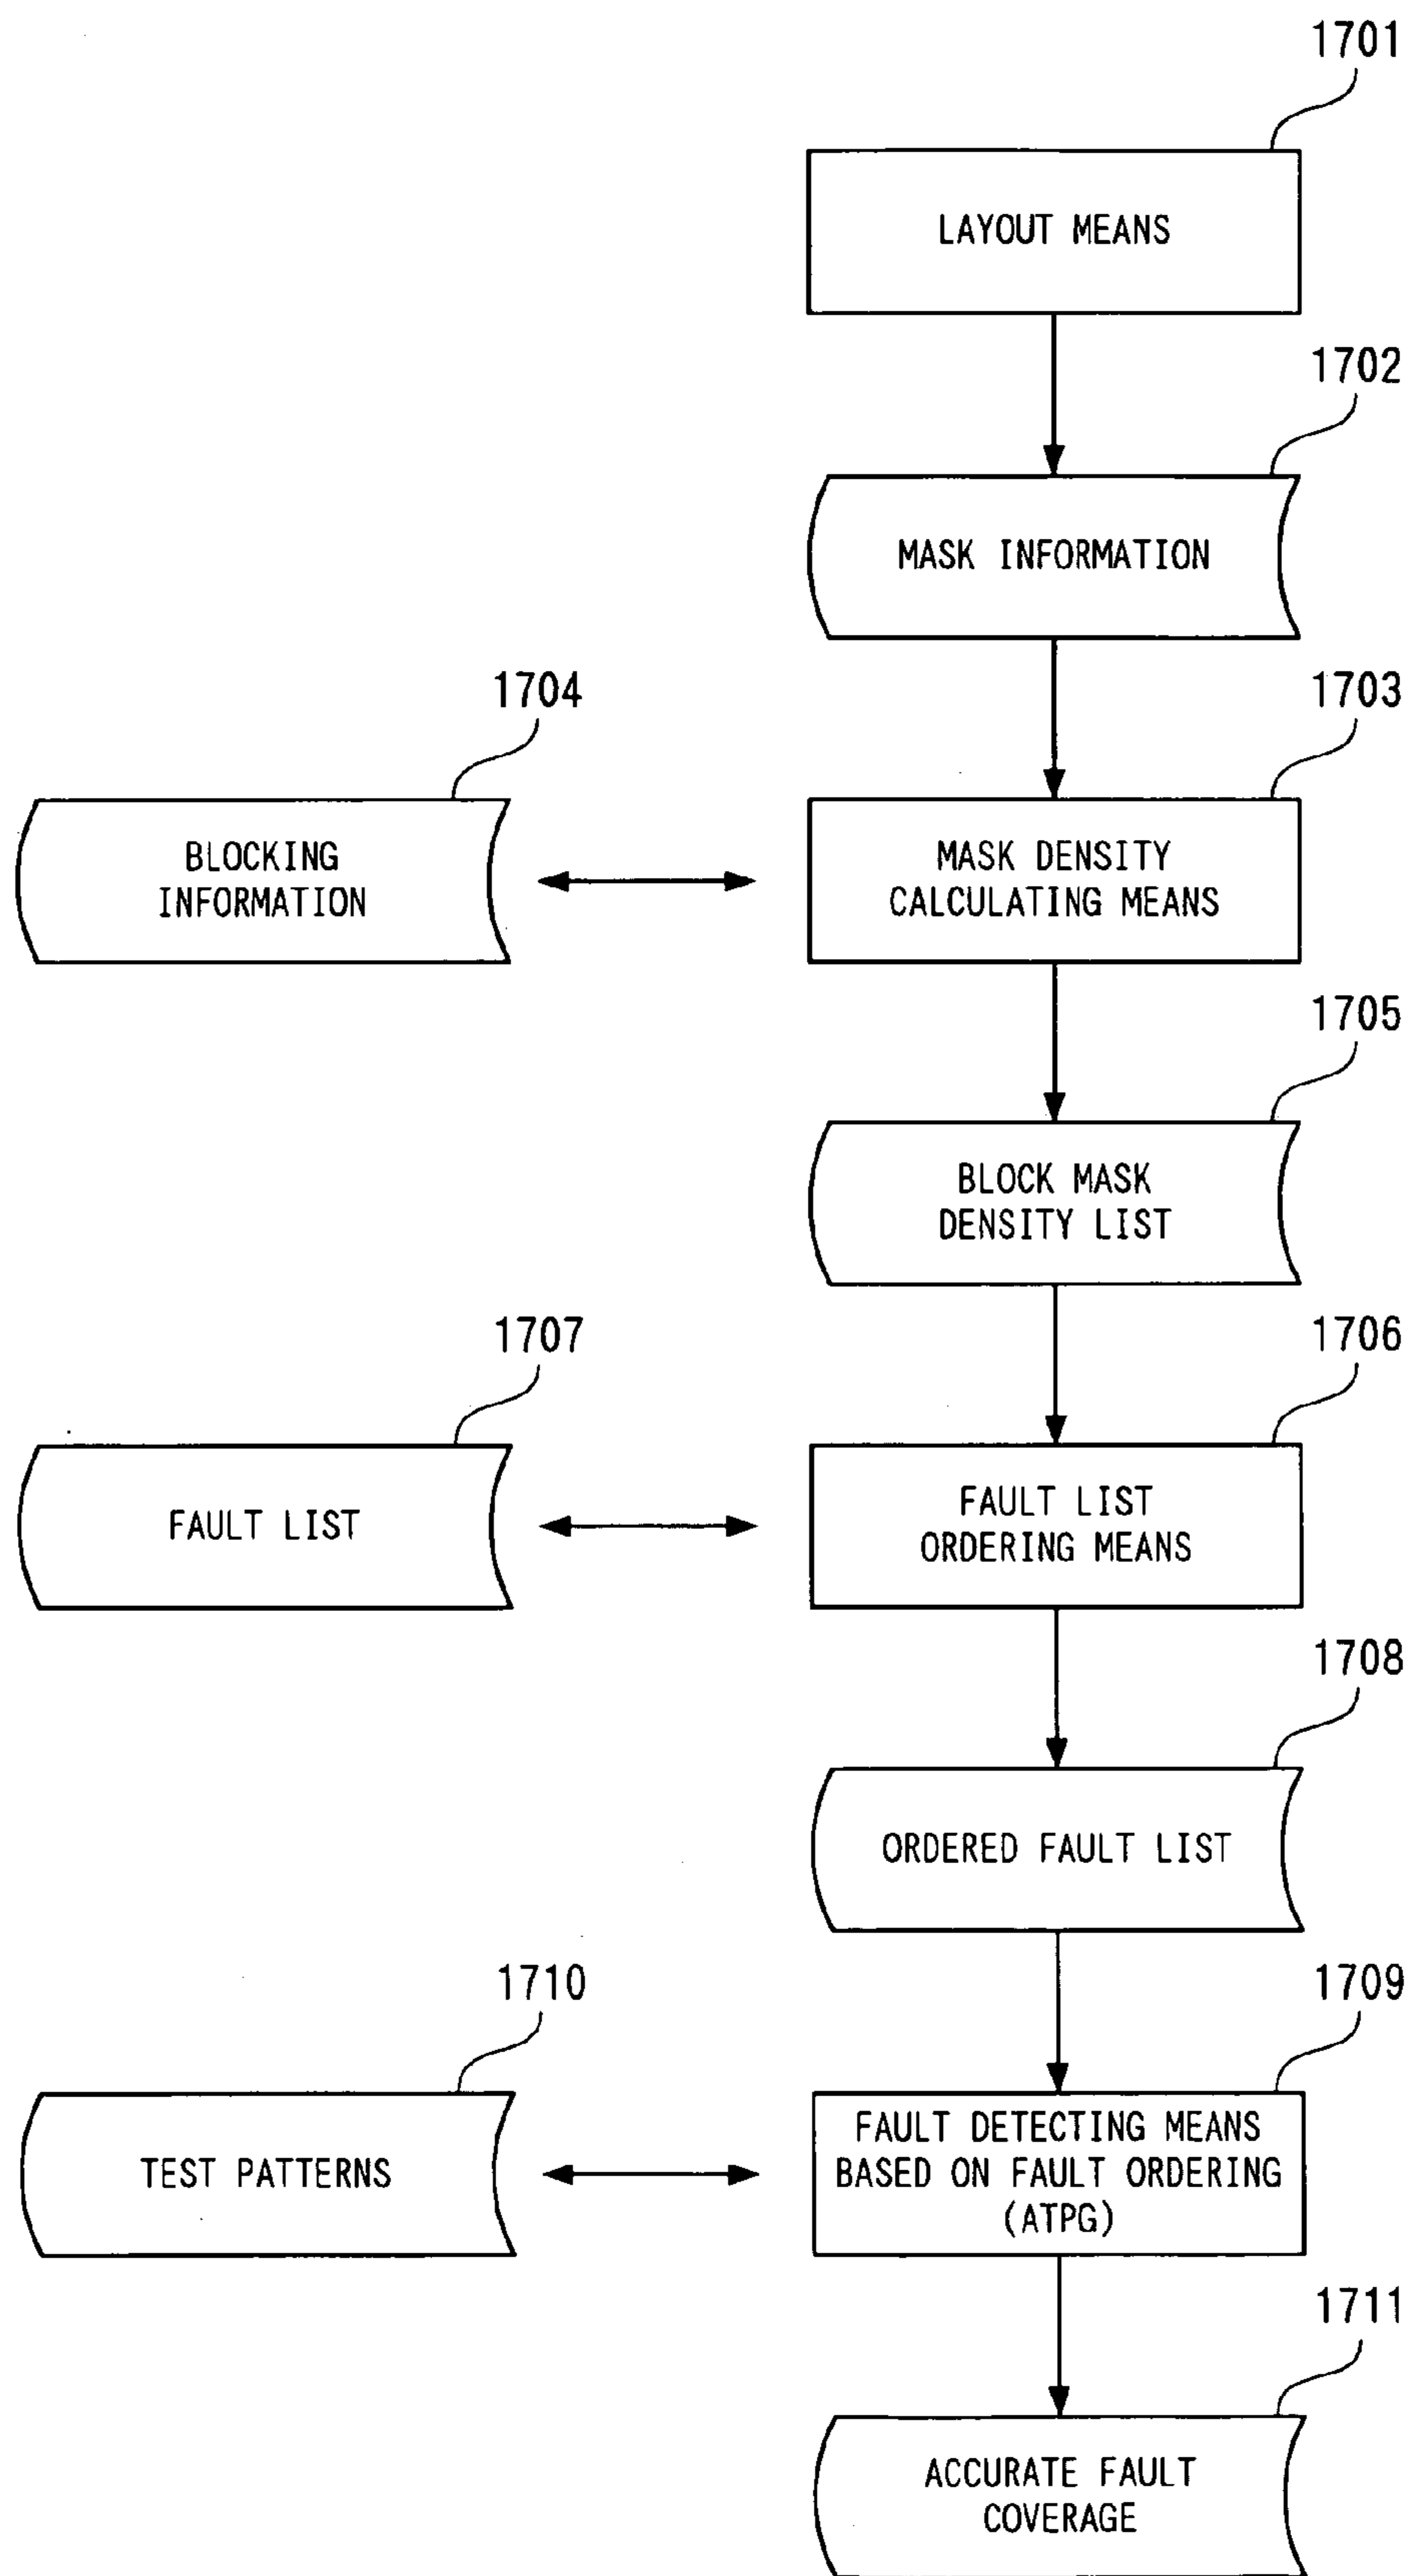 1701
LAYOUT MEANS
1702
MASK INFORMATION
1704
1703
BLOCKING
INFORMATION
MASK DENSITY
CALCULATING MEANS
1705
BLOCK MASK
DENSITY LIST
1707
1706
FAULT LIST
FAULT LIST
ORDERING MEANS
1708
ORDERED FAULT LIST
1710
1709
TEST PATTERNS
FAULT DETECTING MEANS
BASED ON FAULT ORDERING
(ATPG)
1711
ACCURATE FAULT
COVERAGE